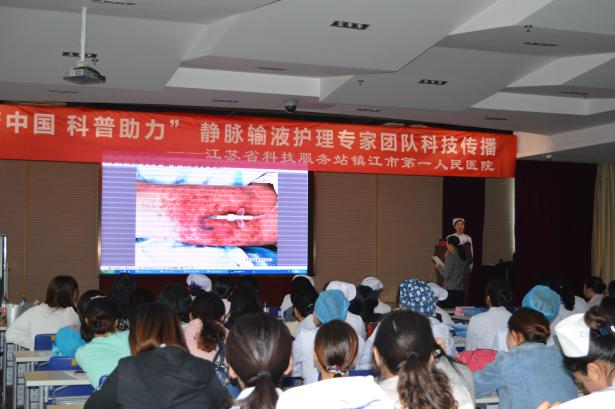 中国 科普助力” 静脉输液护理专家团队科技传播
——江苏省科技服务站镇江市第一人民医院